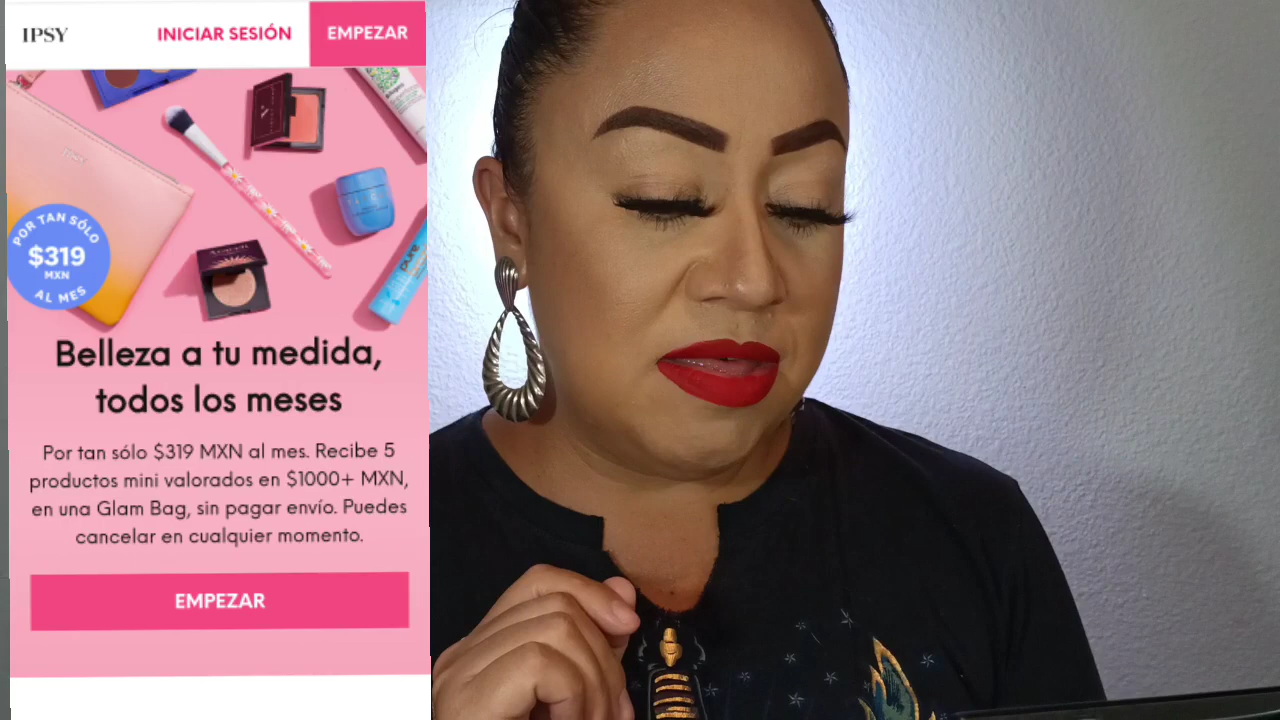 IPSY
INICIAR SESIÓN
EMPEZAR
POR TAN SÓLO
$319
MXN
AL MES
Belleza a tu medida,
todos los meses
Por tan sólo $319 MXN al mes. Recibe 5
productos mini valorados en $1000+ MXN,
en una Glam Bag, sin pagar envío. Puedes
cancelar en cualquier momento.
EMPEZAR